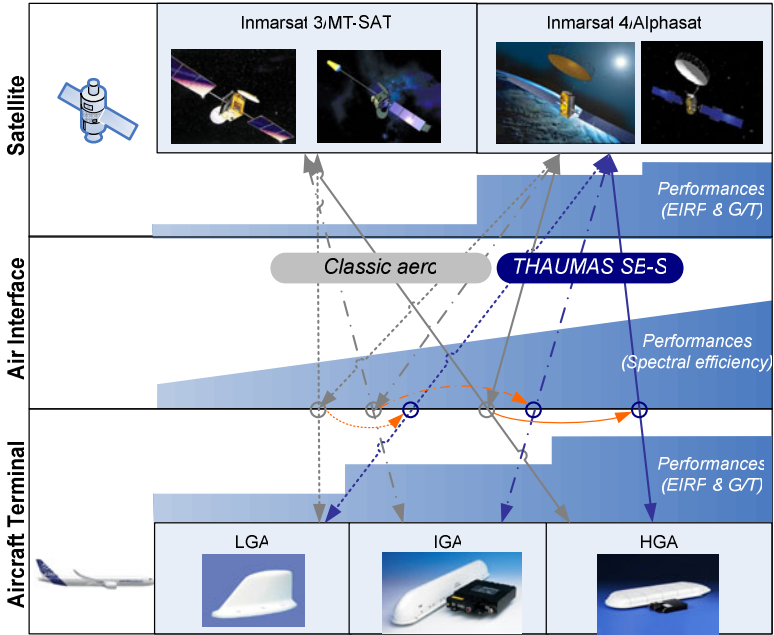 Satellite
Inmarsat 3/MT-SAT
Inmarsat 4/Alphasat
Performances
(EIRP & G/T)
Air Interface
Classic aero
THAUMAS SE-S
Performances
(Spectral efficiency)
Aircraft Terminal
Performances
(EIRP & G/T)
LGA
IGA
HGA